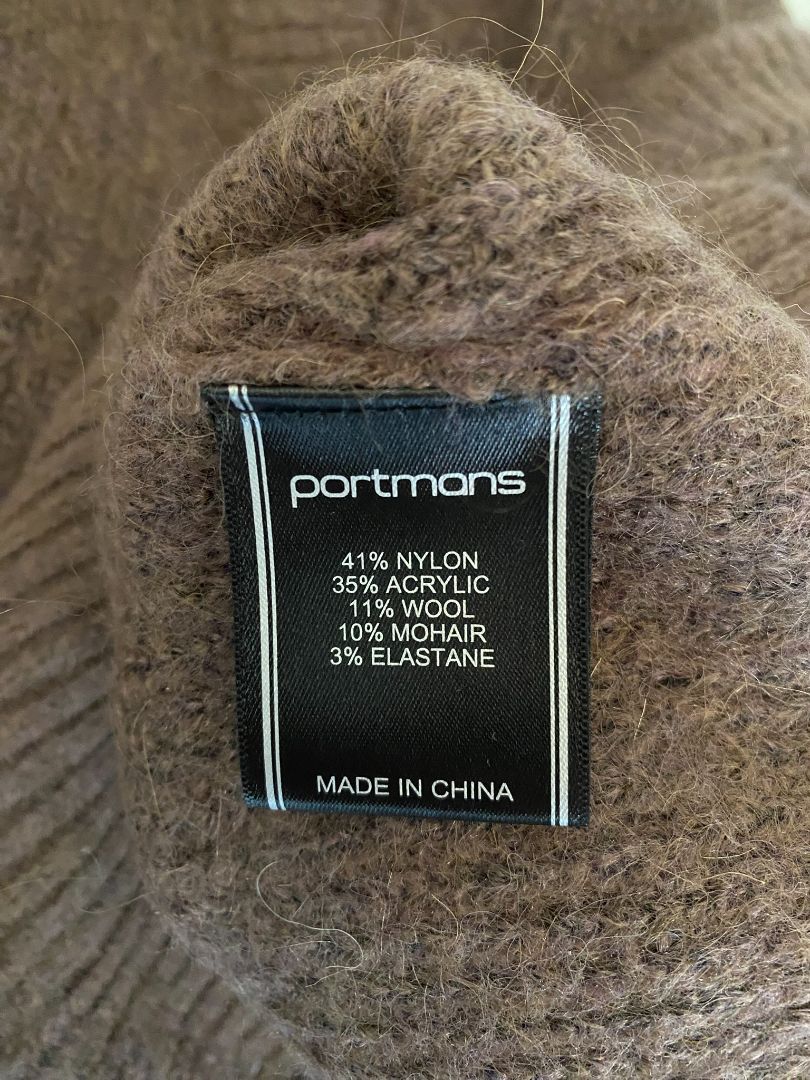 portmans
41% NYLON
35% ACRYLIC
11% WOOL
10% MOHAIR
3% ELASTANE
MADE IN CHINA